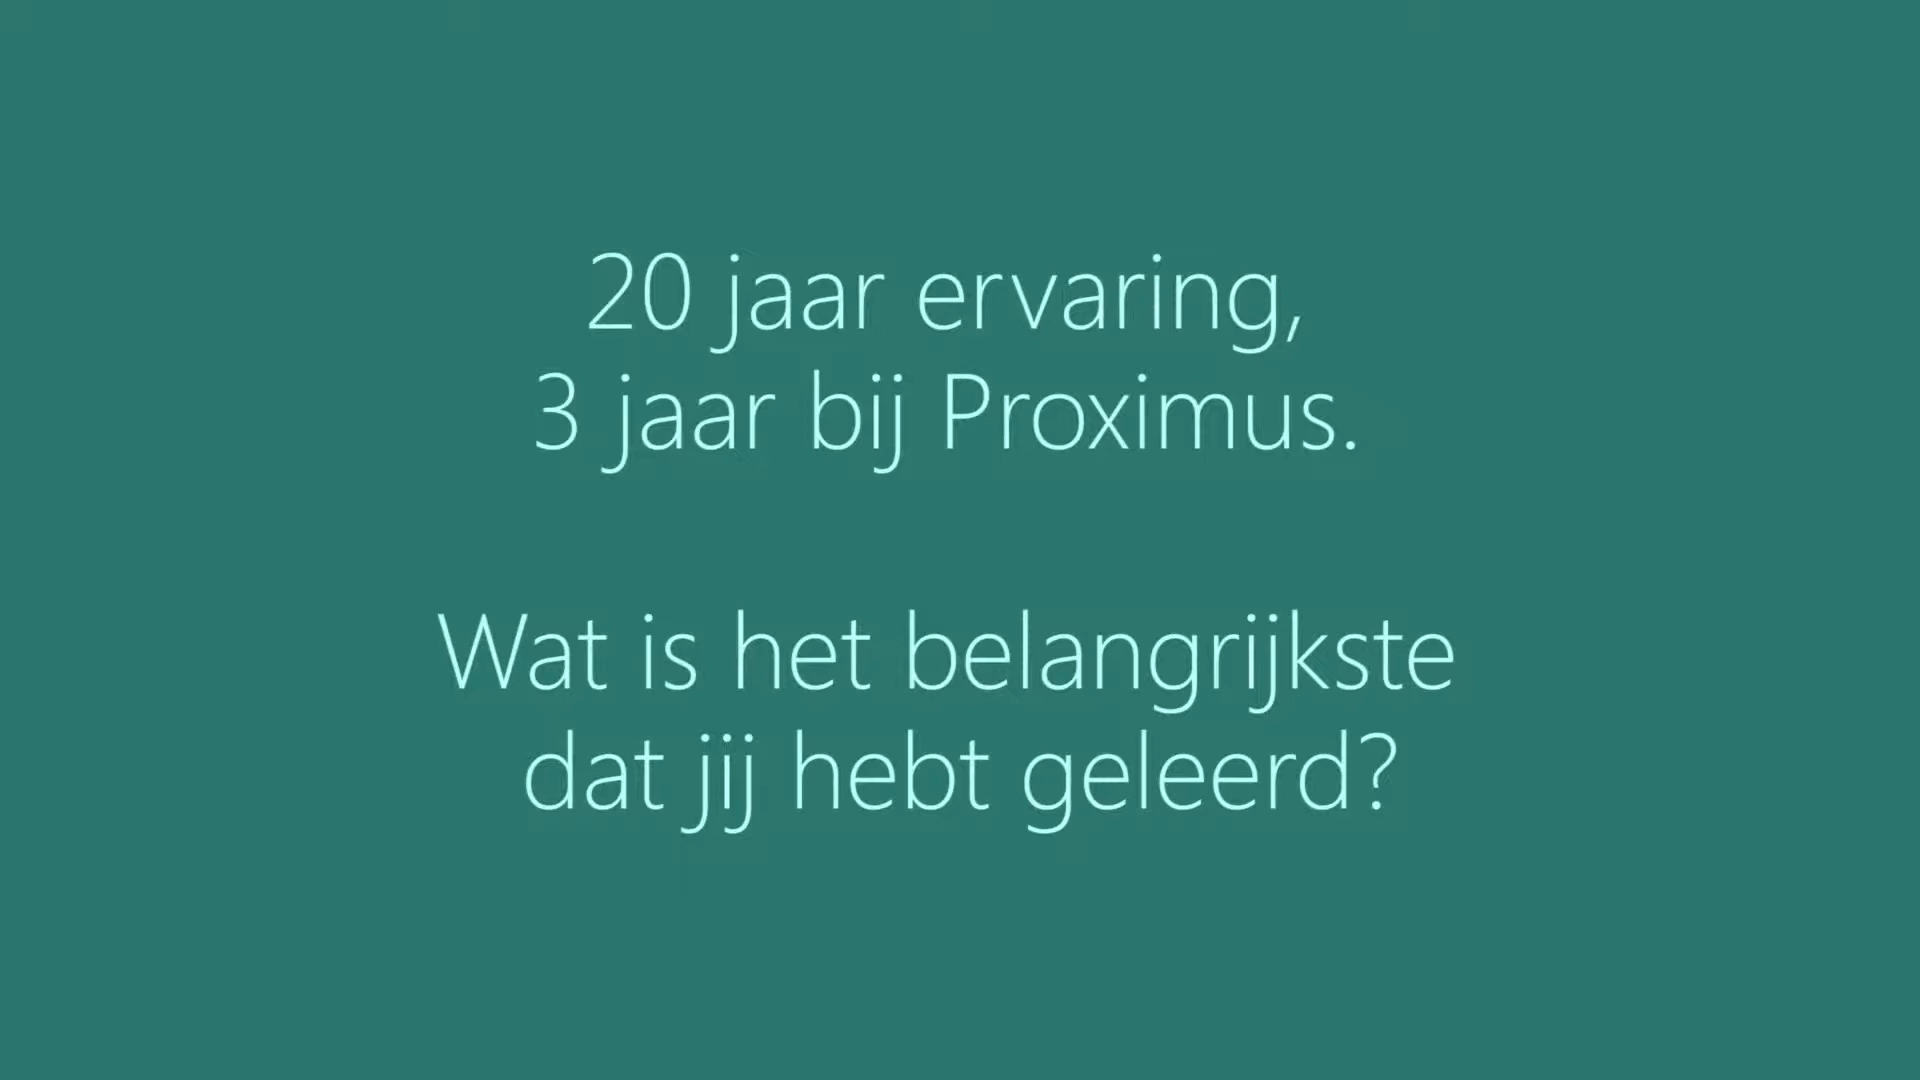 20 jaar ervaring,
3 jaar bij Proximus.
Wat is het belangrijkste
dat jij hebt geleerd?